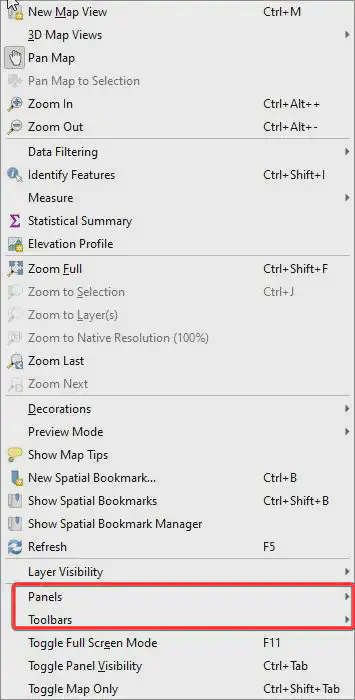 New Map View Ctrl+M
3D Map Views
Pan Map
Pan Map to Selection
Zoom In Ctrl+Alt++
Zoom Out Ctrl+Alt+-
Data Filtering
Identify Features Ctrl+Shift+I
Measure
Statistical Summary
Elevation Profile
Zoom Full Ctrl+Shift+F
Zoom to Selection Ctrl+J
Zoom to Layer(s)
Zoom to Native Resolution (100%)
Zoom Last
Zoom Next
Decorations
Preview Mode
Show Map Tips
New Spatial Bookmark... Ctrl+B
Show Spatial Bookmarks Ctrl+Shift+B
Show Spatial Bookmark Manager
Refresh F5
Layer Visibility
Panels
Toolbars
Toggle Full Screen Mode F11
Toggle Panel Visibility Ctrl+Tab
Toggle Map Only Ctrl+Shift+Tab